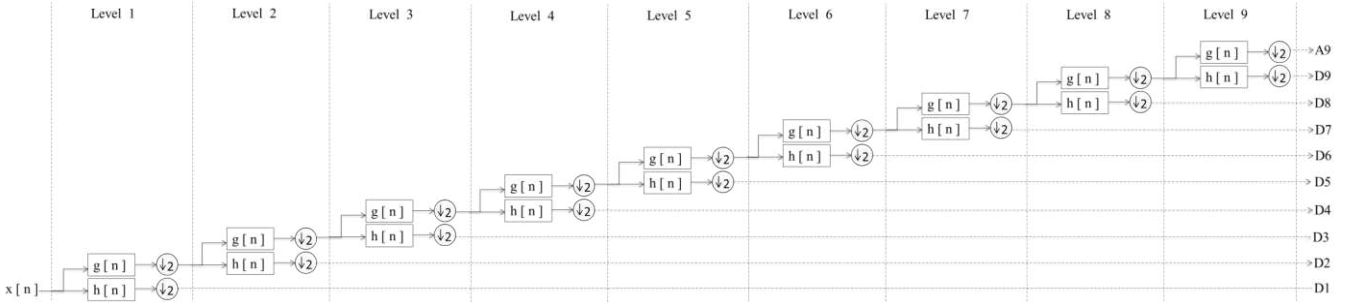 Level 1 Level 2 Level 3 Level 4 Level 5 Level 6 Level 7 Level 8 Level 9
g[n] ↓2 A9
g[n] ↓2 h[n] ↓2 D9
g[n] ↓2 h[n] ↓2 D8
g[n] ↓2 h[n] ↓2 D7
g[n] ↓2 h[n] ↓2 D6
g[n] ↓2 h[n] ↓2 D5
g[n] ↓2 h[n] ↓2 D4
g[n] ↓2 h[n] ↓2 D3
g[n] ↓2 h[n] ↓2 D2
x[n] h[n] ↓2 D1